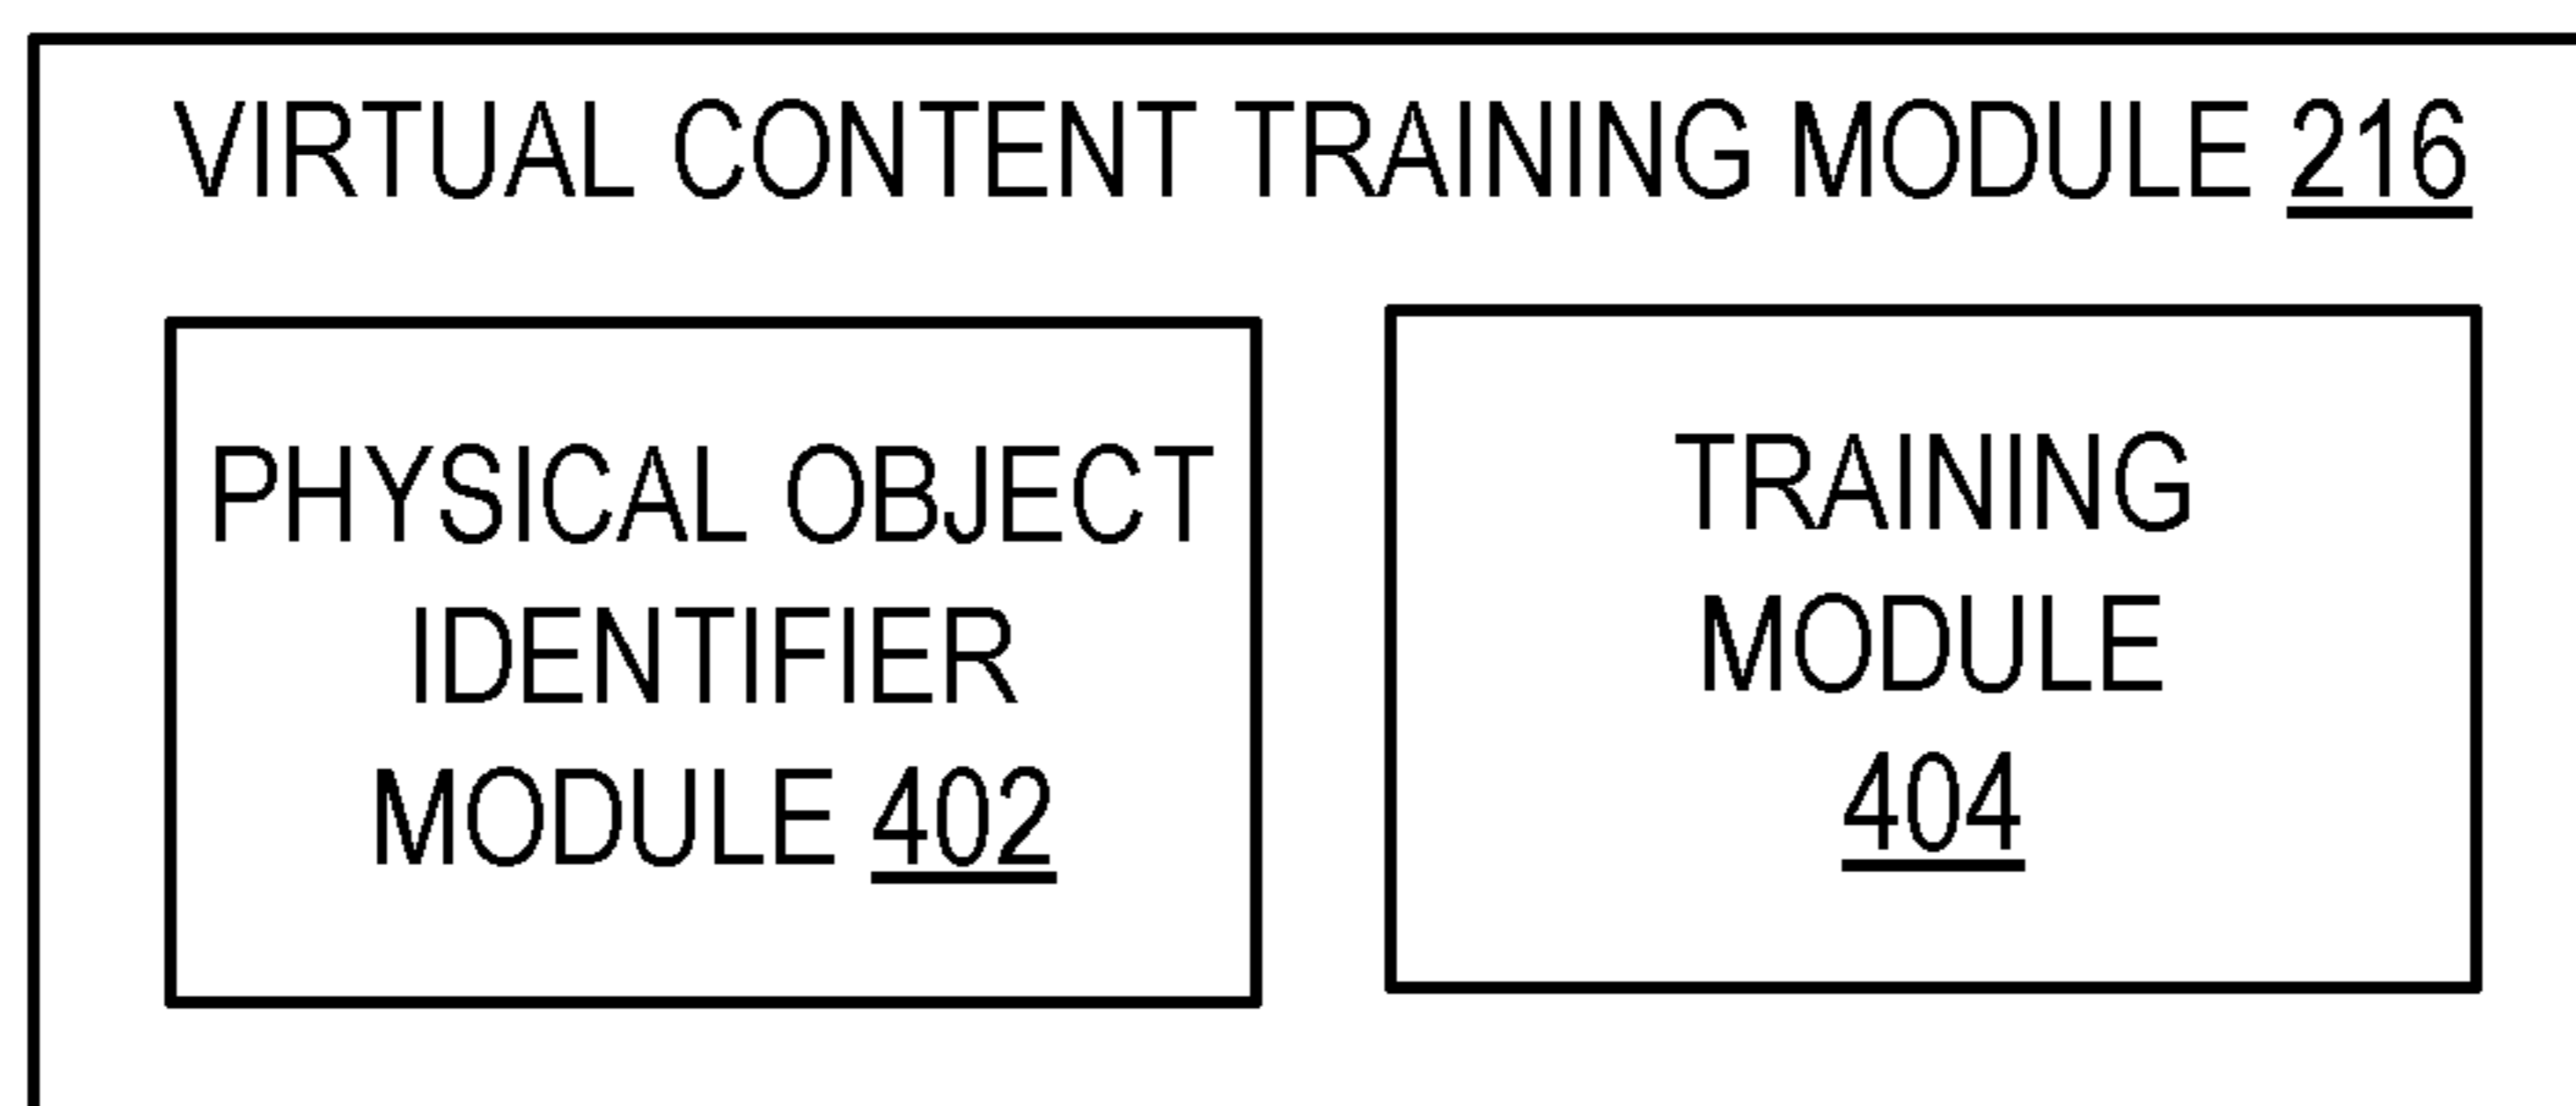 VIRTUAL CONTENT TRAINING MODULE 216
PHYSICAL OBJECT
IDENTIFIER
MODULE 402
TRAINING
MODULE
404